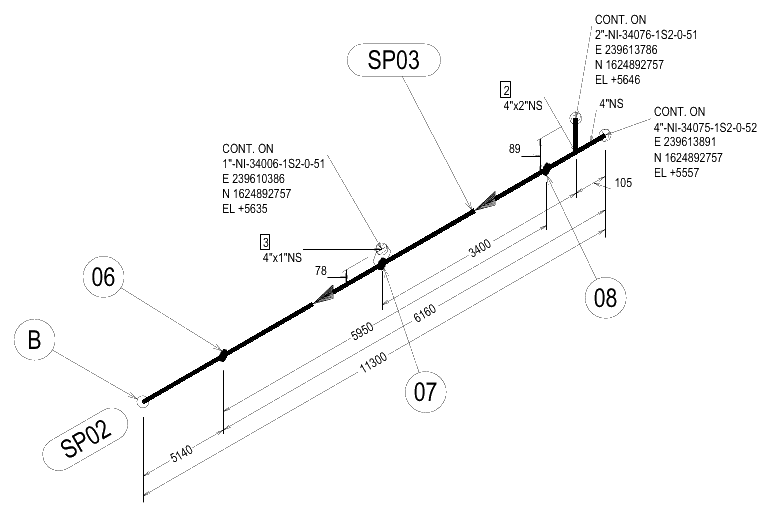 CONT. ON
2"-NI-34076-1S2-0-51
E 239613786
N 1624892757
EL +5646
SP03
2
4"x2"NS
4"NS
CONT. ON
4"-NI-34075-1S2-0-52
E 239613891
N 1624892757
EL +5557
CONT. ON
1"-NI-34006-1S2-0-51
E 239610386
N 1624892757
EL +5635
89
105
3
4"x1"NS
78
3400
06
08
5950
6160
B
11300
07
SP02
5140